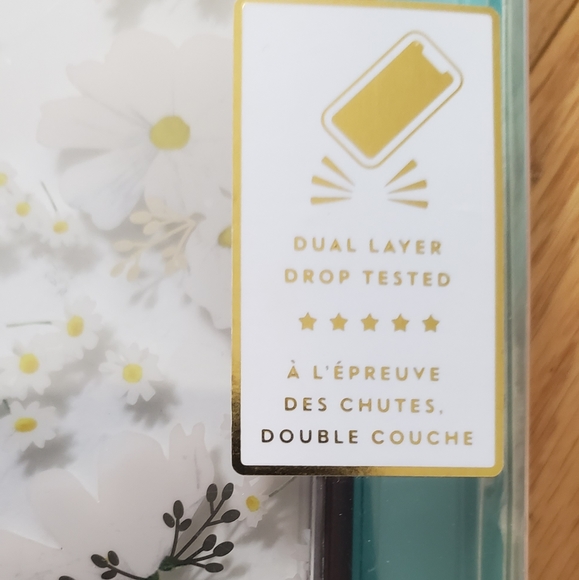 DUAL LAYER
DROP TESTED
À L'ÉPREUVE
DES CHUTES,
DOUBLE COUCHE